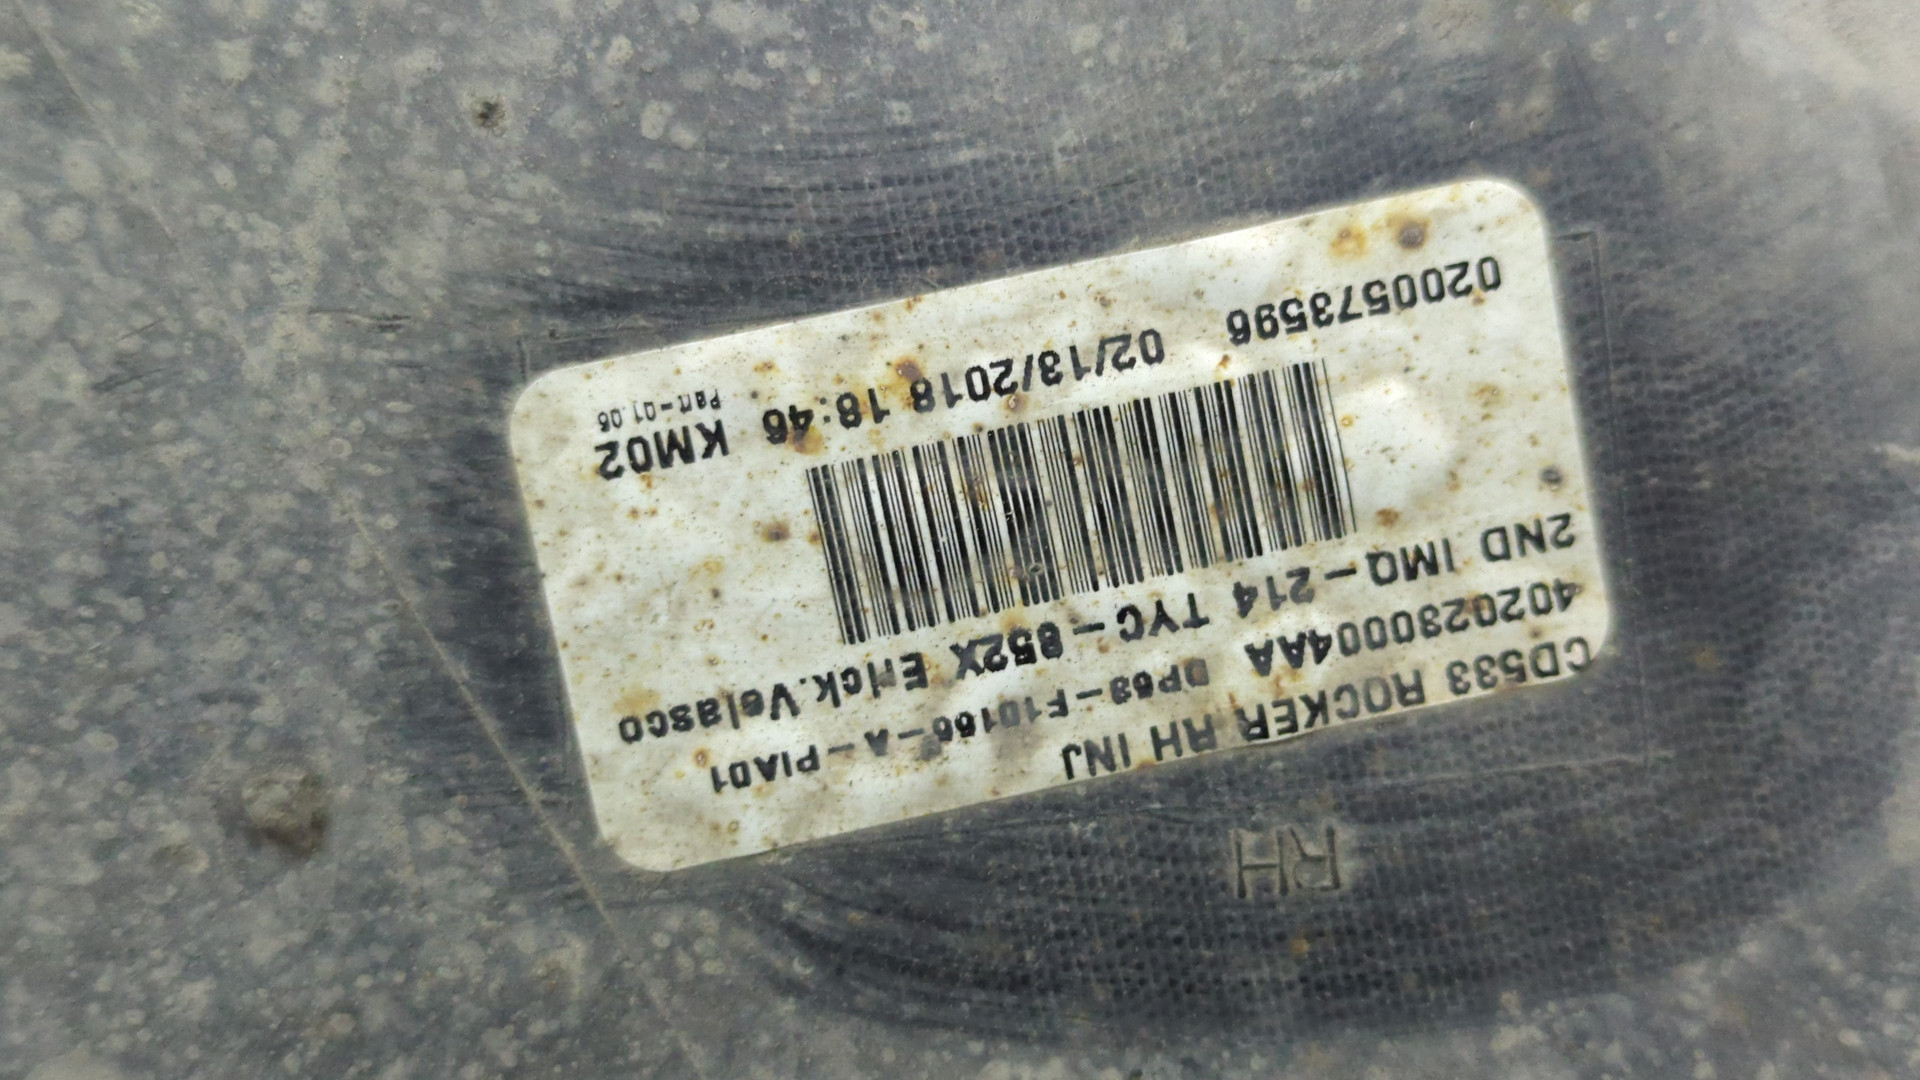 RH
CD533 ROCKER RH INJ
4020280004AA DP53-F10166-A-PIA01
2ND IMQ-214 TYC-852X Erick.Velasco
0200573596 02/13/2018 18:46 KM02
Part-01.06